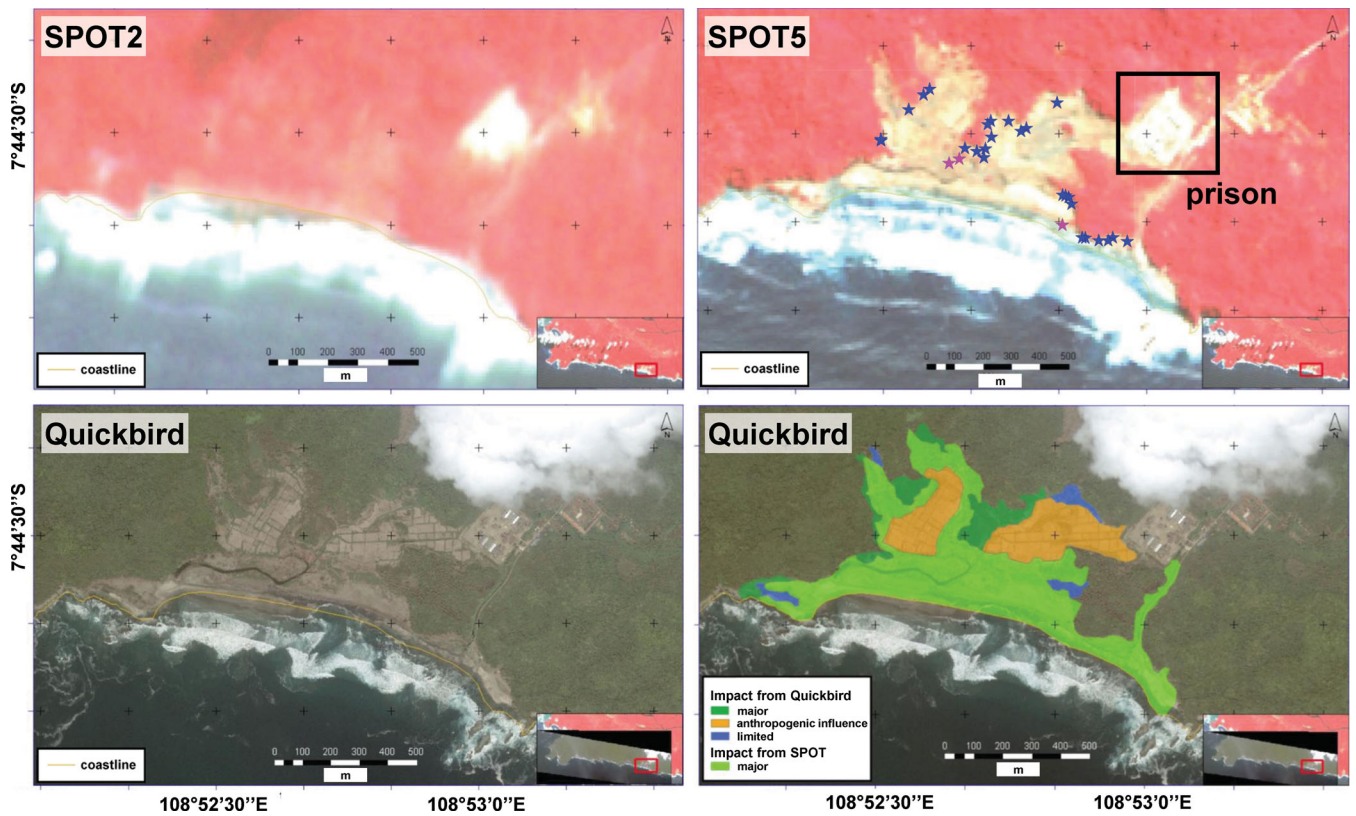 SPOT2
N
7°44’30”S
coastline
0 100 200 300 400 500
m
SPOT5
N
prison
coastline
0 100 200 300 400 500
m
Quickbird
N
7°44’30”S
coastline
0 100 200 300 400 500
m
108°52’30”E
108°53’0”E
Quickbird
N
Impact from Quickbird
major
anthropogenic influence
limited
Impact from SPOT
major
0 100 200 300 400 500 600
m
108°52’30”E
108°53’0”E